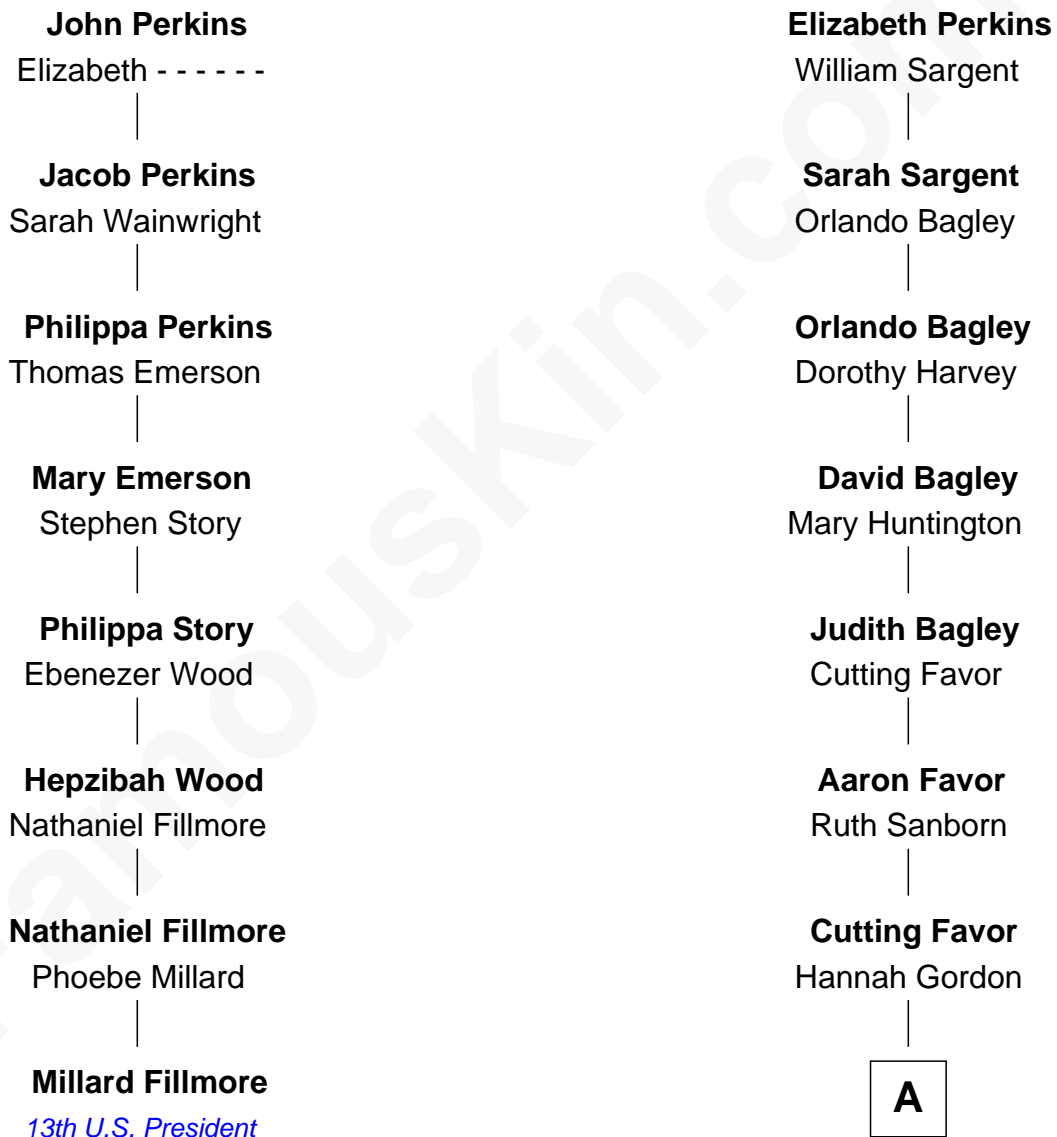 John Perkins
Elizabeth - - - - - -
Jacob Perkins
Sarah Wainwright
Philippa Perkins
Thomas Emerson
Mary Emerson
Stephen Story
Philippa Story
Ebenezer Wood
Hepzibah Wood
Nathaniel Fillmore
Nathaniel Fillmore
Phoebe Millard
Millard Fillmore
13th U.S. President
Elizabeth Perkins
William Sargent
Sarah Sargent
Orlando Bagley
Orlando Bagley
Dorothy Harvey
David Bagley
Mary Huntington
Judith Bagley
Cutting Favor
Aaron Favor
Ruth Sanborn
Cutting Favor
Hannah Gordon
A
FamousKin.com